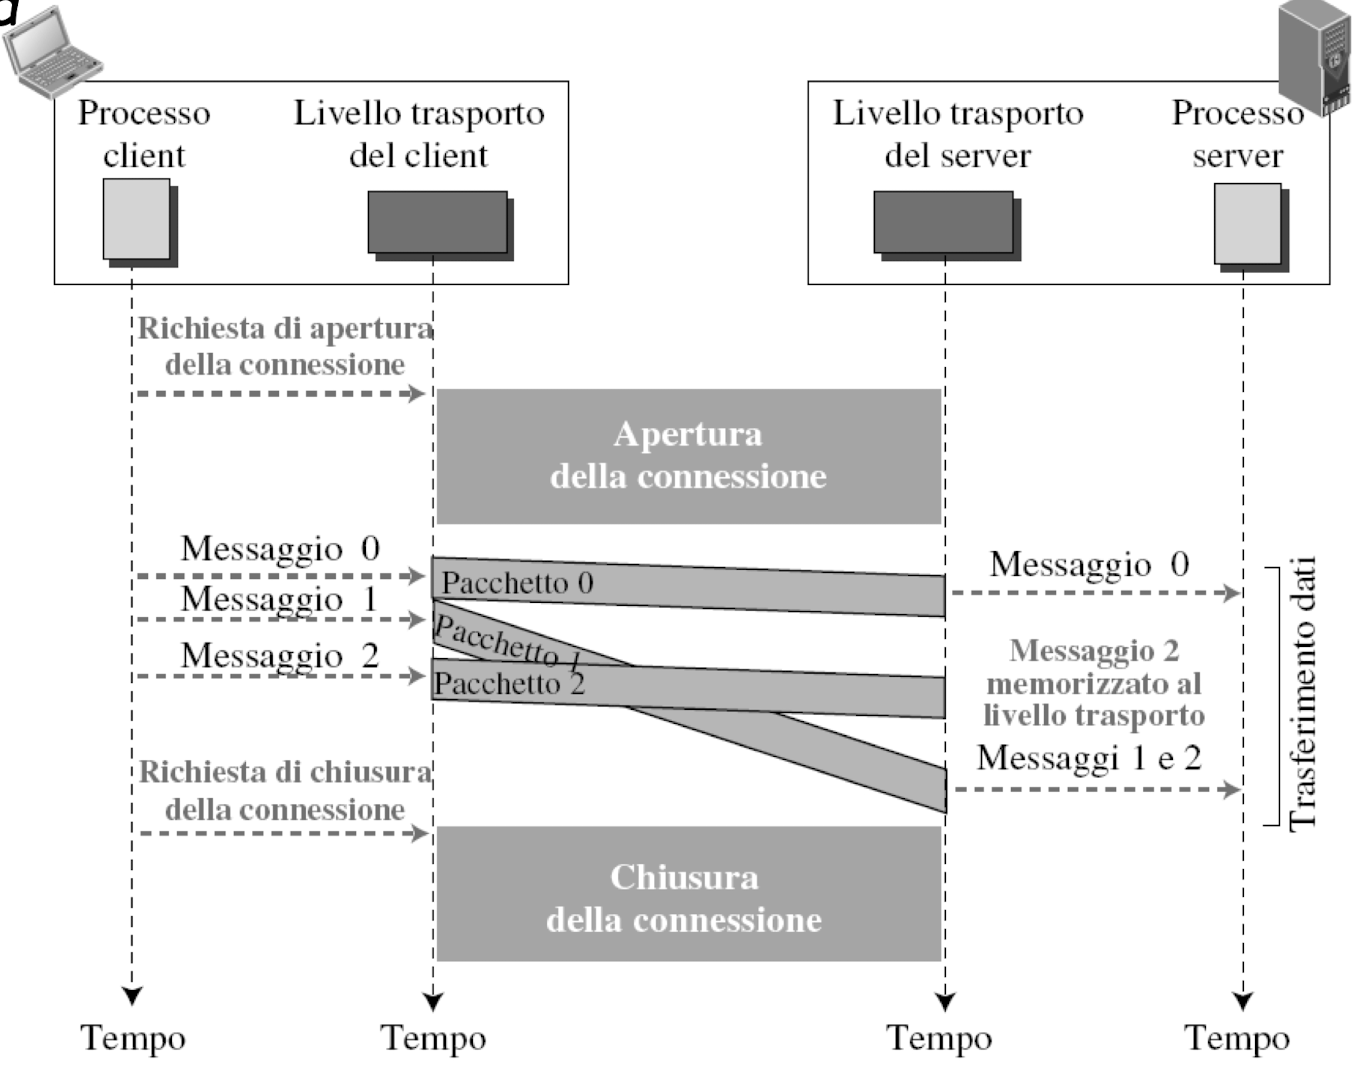 Processo
client
Livello trasporto
del client
Livello trasporto
del server
Processo
server
Richiesta di apertura
della connessione
Apertura
della connessione
Messaggio 0
Messaggio 1
Messaggio 2
Pacchetto 0
Pacchetto 1
Pacchetto 2
Messaggio 0
Messaggio 2
memorizzato al
livello trasporto
Messaggi 1 e 2
Trasferimento dati
Richiesta di chiusura
della connessione
Chiusura
della connessione
Tempo
Tempo
Tempo
Tempo